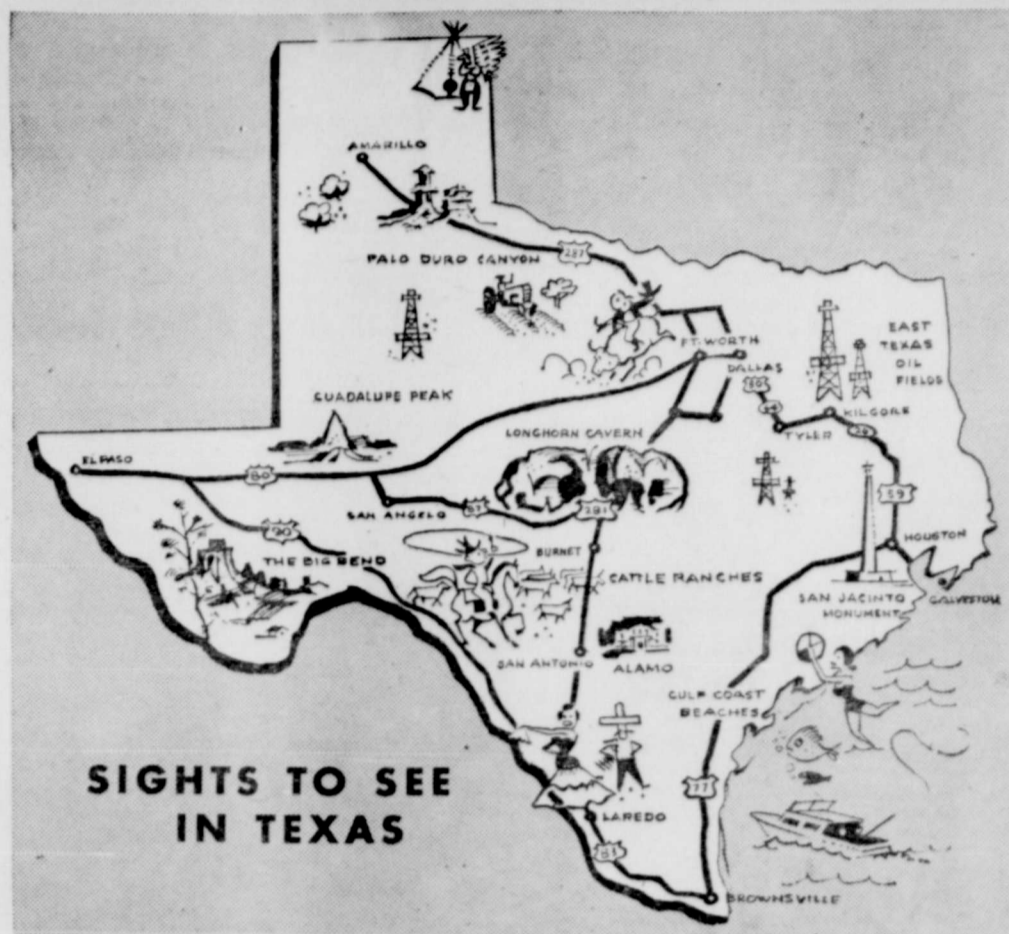 AMARILLO
PALO DURO CANYON
287
FT. WORTH
DALLAS
80
EAST
TEXAS
OIL
FIELDS
KILGORE
TYLER
GUADALUPE PEAK
LONGHORN CAVERN
EL PASO
80
SAN ANGELO
87
281
59
HOUSTON
90
THE BIG BEND
BURNET
CATTLE RANCHES
SAN JACINTO
MONUMENT
GALVESTON
SAN ANTONIO
ALAMO
GULF COAST
BEACHES
77
LAREDO
BROWNSVILLE
SIGHTS TO SEE
IN TEXAS